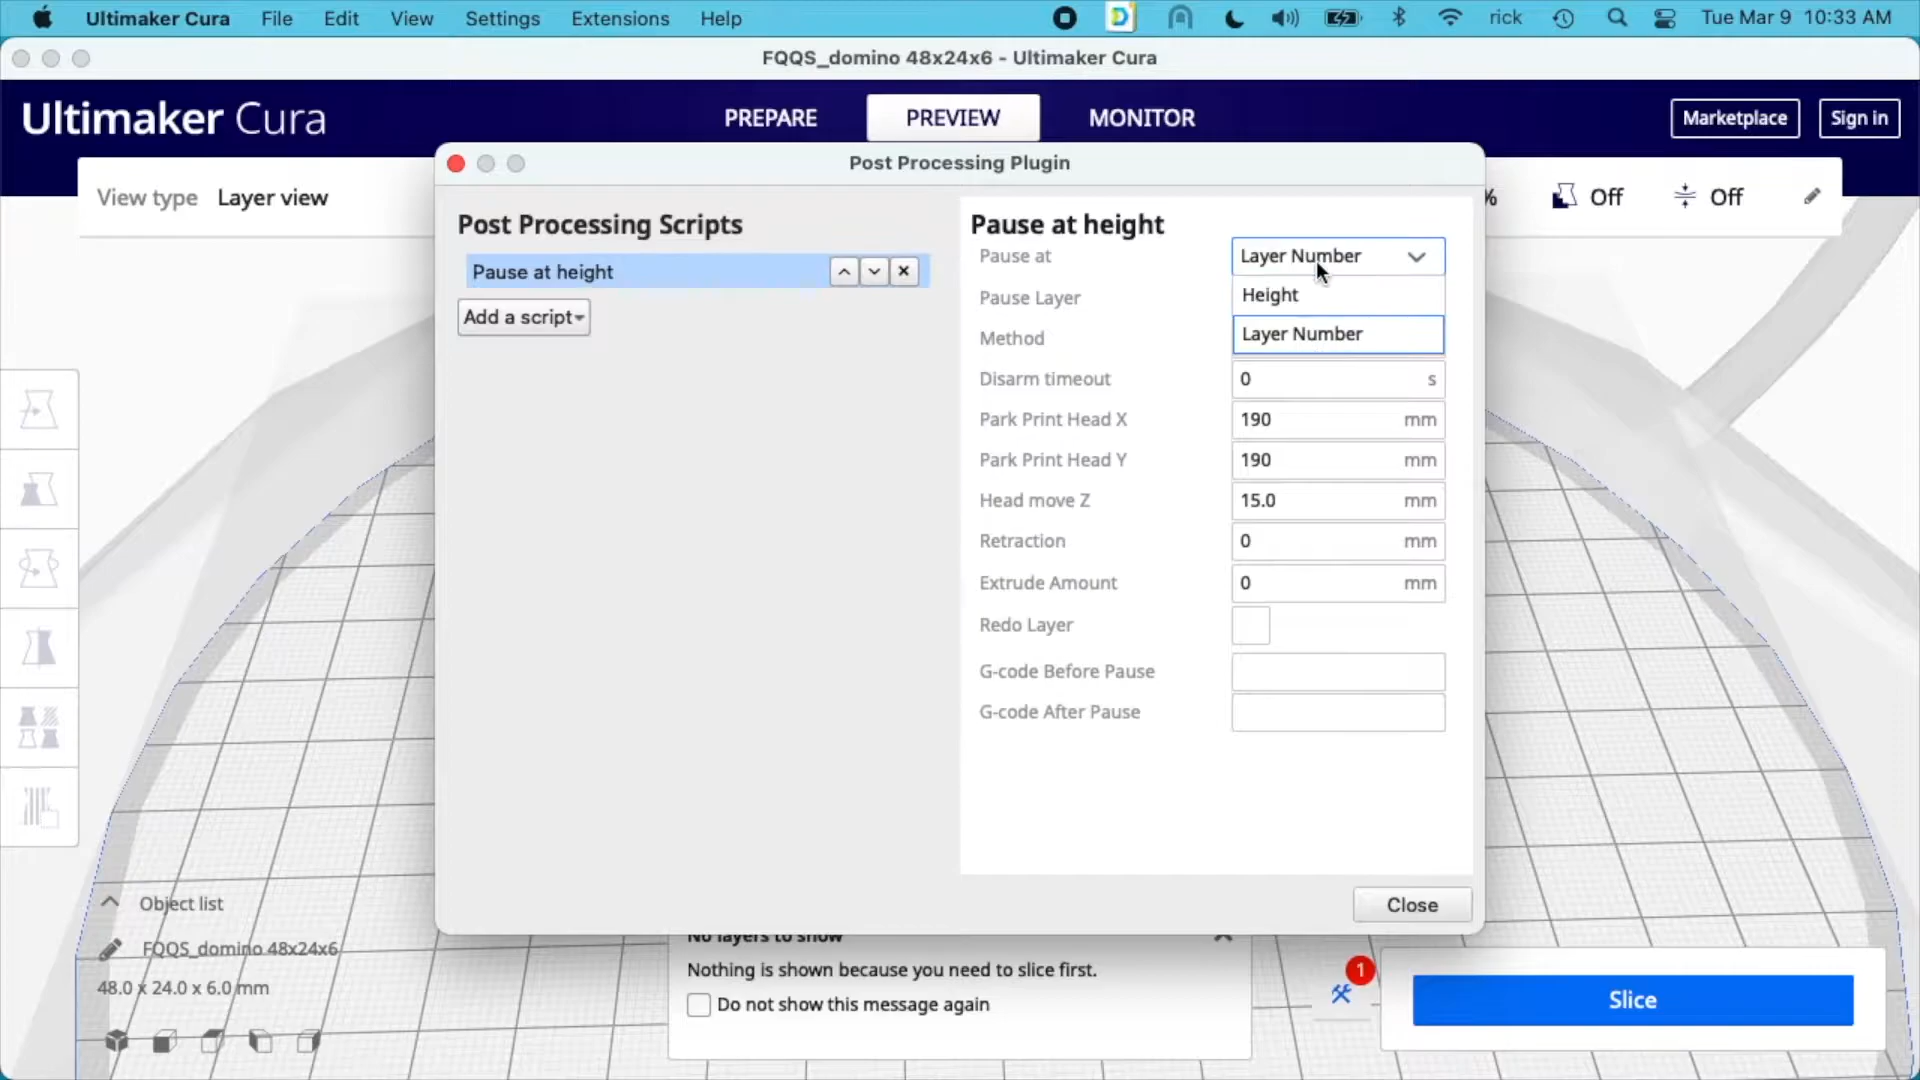 Ultimaker Cura File Edit View Settings Extensions Help rick Tue Mar 9 10:33 AM
FQQS_domino 48x24x6 - Ultimaker Cura
Ultimaker Cura PREPARE PREVIEW MONITOR Marketplace Sign in
Post Processing Plugin
View type Layer view
% Off Off
Post Processing Scripts
Pause at height
Add a script
Pause at height
Pause at Layer Number
Height
Pause Layer
Layer Number
Method
Disarm timeout 0 s
Park Print Head X 190 mm
Park Print Head Y 190 mm
Head move Z 15.0 mm
Retraction 0 mm
Extrude Amount 0 mm
Redo Layer
G-code Before Pause
G-code After Pause
Close
Object list
FQQS_domino 48x24x6
48.0 x 24.0 x 6.0 mm
No layers to show
Nothing is shown because you need to slice first.
Do not show this message again
1
Slice